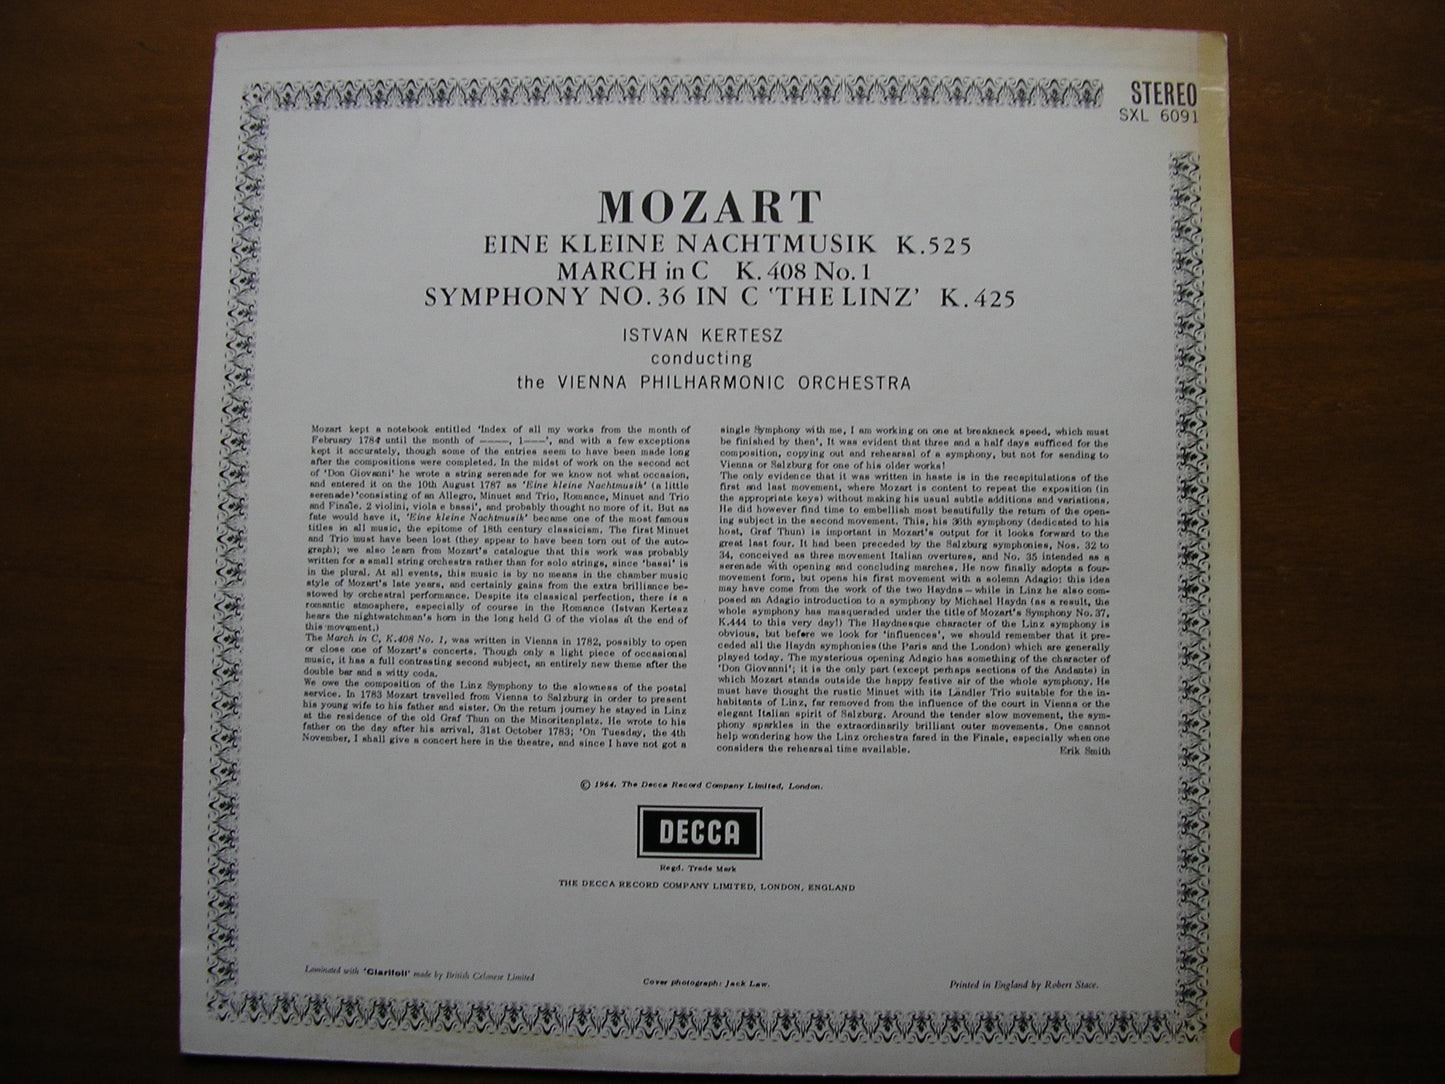 STEREO
SXL 6091
MOZART
EINE KLEINE NACHTMUSIK K.525
MARCH in C K. 408 No. 1
SYMPHONY NO. 36 IN C 'THE LINZ' K. 425
ISTVAN KERTESZ
conducting
the VIENNA PHILHARMONIC ORCHESTRA
Mozart kept a notebook entitled 'Index of all my works from the month of
February 1784 until the month of ----, 1---', and with a few exceptions
kept it accurately, though some of the entries seem to have been made long
after the compositions were completed. In the midst of work on the second act
of 'Don Giovanni' he wrote a string serenade for we know not what occasion,
and entered it on the 10th August 1787 as 'Eine kleine Nachtmusik' (a little
serenade) 'consisting of an Allegro, Minuet and Trio, Romance, Minuet and Trio
and Finale. 2 violini, viola e bassi', and probably thought no more of it. But as
fate would have it, 'Eine kleine Nachtmusik' became one of the most famous
titles in all music, the epitome of 18th century classicism. The first Minuet
and Trio must have been lost (they appear to have been torn out of the auto-
graph); we also learn from Mozart's catalogue that this work was probably
written for a small string orchestra rather than for solo strings, since 'bassi' is
in the plural. At all events, this music is by no means in the chamber music
style of Mozart's late years, and certainly gains from the extra brilliance be-
stowed by orchestral performance. Despite its classical perfection, there is a
romantic atmosphere, especially of course in the Romance (Istvan Kertesz
hears the nightwatchman's horn in the long held G of the violas at the end of
this movement.)
The March in C, K.408 No. 1, was written in Vienna in 1782, possibly to open
or close one of Mozart's concerts. Though only a light piece of occasional
music, it has a full contrasting second subject, an entirely new theme after the
double bar and a witty coda.
We owe the composition of the Linz Symphony to the slowness of the postal
service. In 1783 Mozart travelled from Vienna to Salzburg in order to present
his young wife to his father and sister. On the return journey he stayed in Linz
at the residence of the old Graf Thun on the Minoritenplatz. He wrote to his
father on the day after his arrival, 31st October 1783; 'On Tuesday, the 4th
November, I shall give a concert here in the theatre, and since I have not got a
single Symphony with me, I am working on one at breakneck speed, which must
be finished by then'. It was evident that three and a half days sufficed for the
composition, copying out and rehearsal of a symphony, but not for sending to
Vienna or Salzburg for one of his older works!
The only evidence that it was written in haste is in the recapitulations of the
first and last movement, where Mozart is content to repeat the exposition (in
the appropriate keys) without making his usual subtle additions and variations.
He did however find time to embellish most beautifully the return of the open-
ing subject in the second movement. This, his 36th symphony (dedicated to his
host, Graf Thun) is important in Mozart's output for it looks forward to the
great last four. It had been preceded by the Salzburg symphonies, Nos. 32 to
34, conceived as three movement Italian overtures, and No. 35 intended as a
serenade with opening and concluding marches. He now finally adopts a four-
movement form, but opens his first movement with a solemn Adagio: this idea
may have come from the work of the two Haydns — while in Linz he also com-
posed an Adagio introduction to a symphony by Michael Haydn (as a result, the
whole symphony has masqueraded under the title of Mozart's Symphony No. 37,
K.444 to this very day!) The Haydnesque character of the Linz symphony is
obvious, but before we look for 'influences', we should remember that it pre-
ceded all the Haydn symphonies (the Paris and the London) which are generally
played today. The mysterious opening Adagio has something of the character of
'Don Giovanni'; it is the only part (except perhaps sections of the Andante) in
which Mozart stands outside the happy festive air of the whole symphony. He
must have thought the rustic Minuet with its Ländler Trio suitable for the in-
habitants of Linz, far removed from the influence of the court in Vienna or the
elegant Italian spirit of Salzburg. Around the tender slow movement, the sym-
phony sparkles in the extraordinarily brilliant outer movements. One cannot
help wondering how the Linz orchestra fared in the Finale, especially when one
considers the rehearsal time available. Erik Smith
© 1964, The Decca Record Company Limited, London.
DECCA
Regd. Trade Mark
THE DECCA RECORD COMPANY LIMITED, LONDON, ENGLAND
Laminated with 'Clarifoil' made by British Celanese Limited
Cover photograph: Jack Law.
Printed in England by Robert Stace.